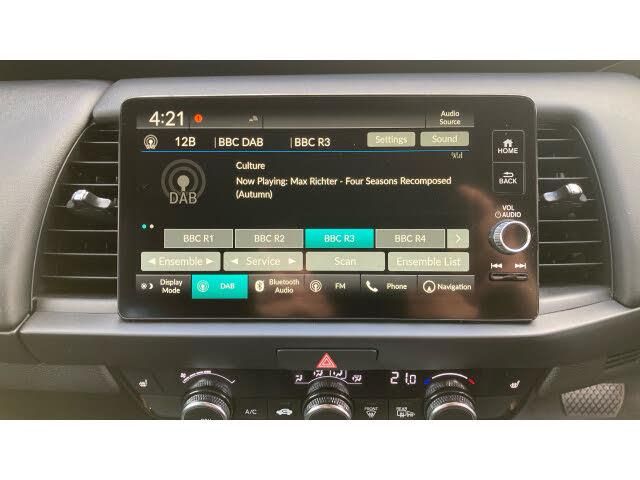 4:21
Audio Source
12B BBC DAB BBC R3 Settings Sound
Culture
Now Playing: Max Richter - Four Seasons Recomposed
(Autumn)
DAB
HOME
BACK
VOL
AUDIO
BBC R1 BBC R2 BBC R3 BBC R4 >
◄ Ensemble ► ◄ Service ► Scan Ensemble List
Display Mode DAB Bluetooth Audio FM Phone Navigation
21.0
A/C FRONT REAR